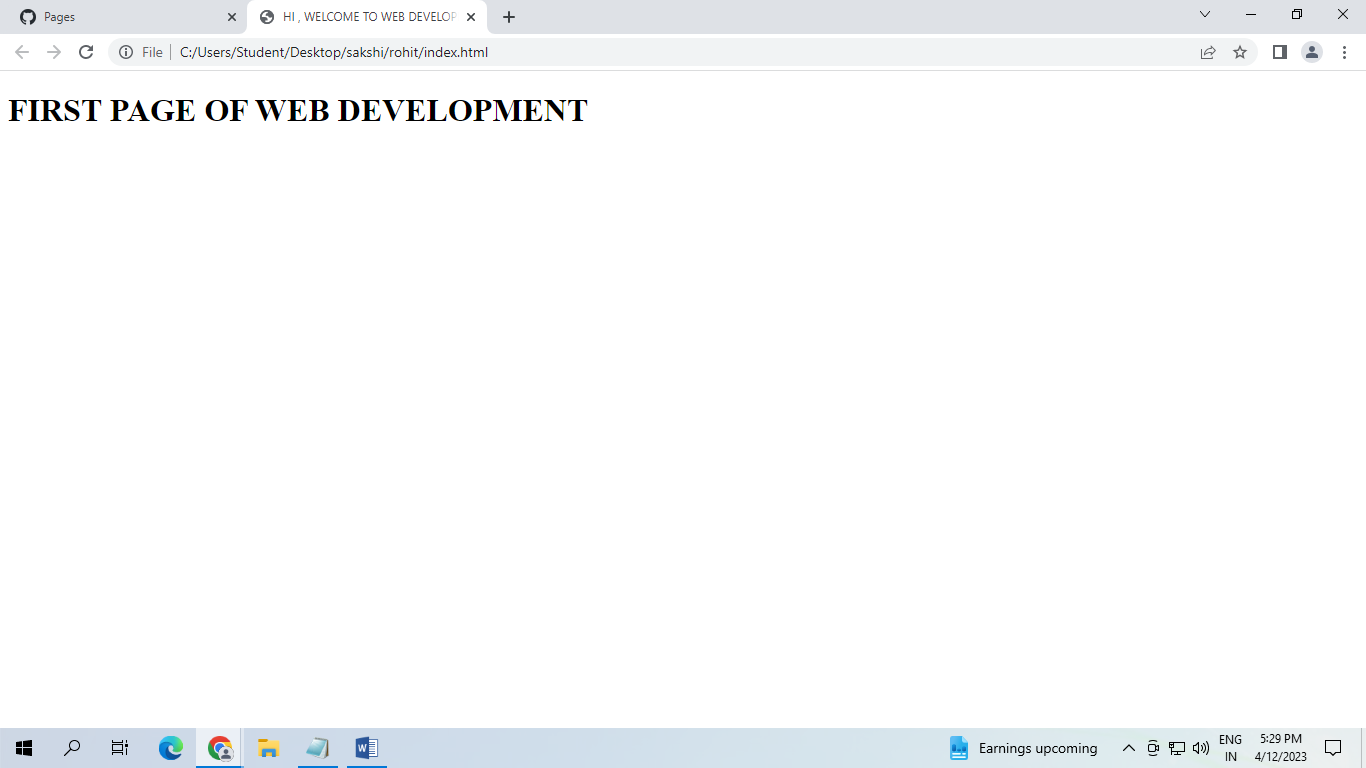 Pages
HI , WELCOME TO WEB DEVELOP
File
C:/Users/Student/Desktop/sakshi/rohit/index.html
FIRST PAGE OF WEB DEVELOPMENT
Earnings upcoming
ENG
IN
5:29 PM
4/12/2023